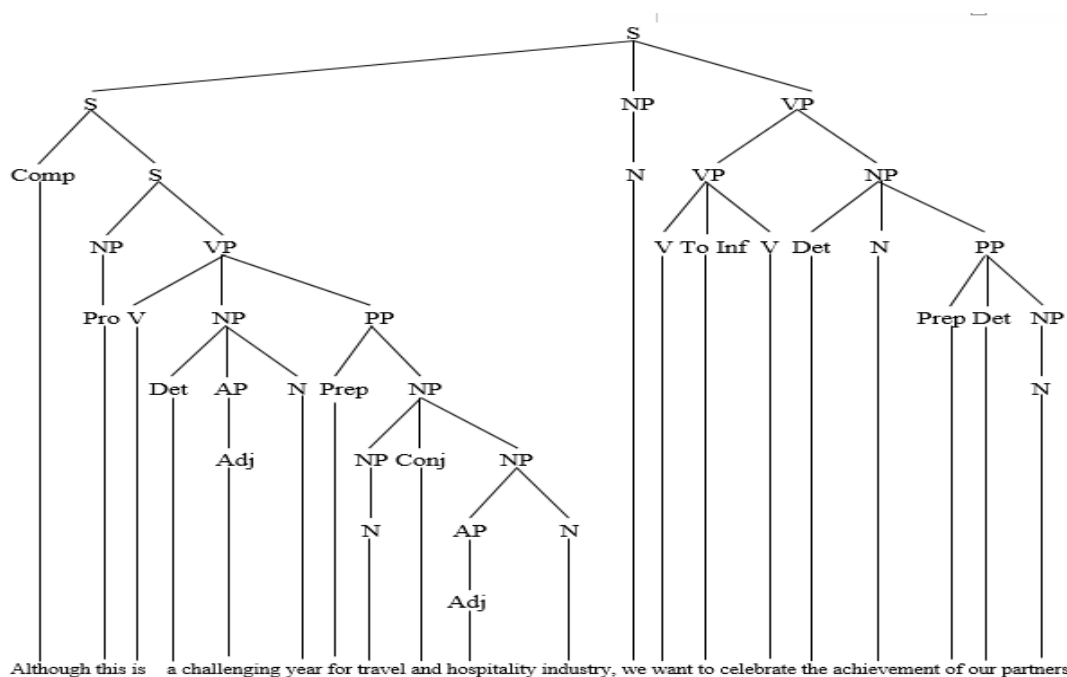 S
S NP VP
Comp S N VP NP
NP VP V To Inf V Det N PP
Pro V NP PP Prep Det NP
Det AP N Prep NP N
Adj NP Conj NP
N AP N
Adj
Although this is a challenging year for travel and hospitality industry, we want to celebrate the achievement of our partners